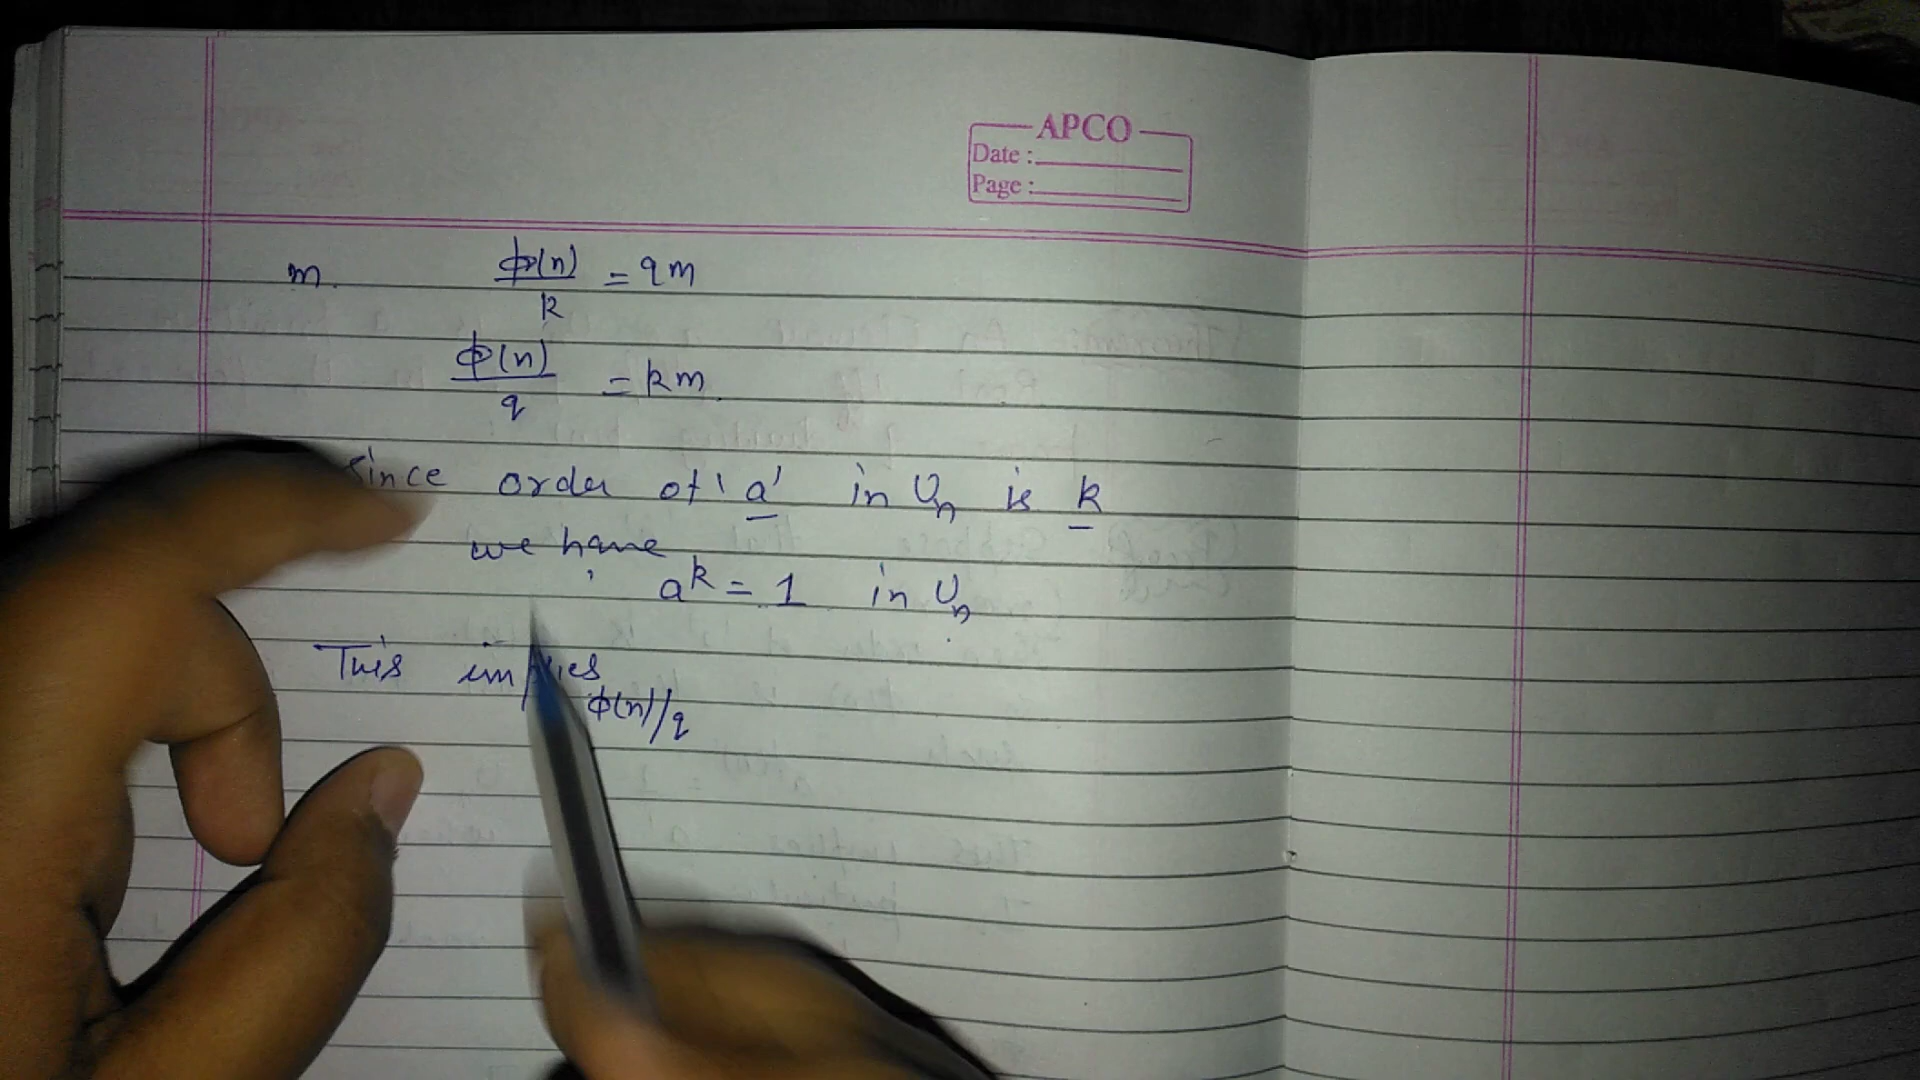 APCO
Date :
Page :
m. ϕ(n)/k = qm
ϕ(n)/q = km.
Since order of 'a' in Un is k
we have
a^k = 1 in Un
This implies
ϕ(n)/q